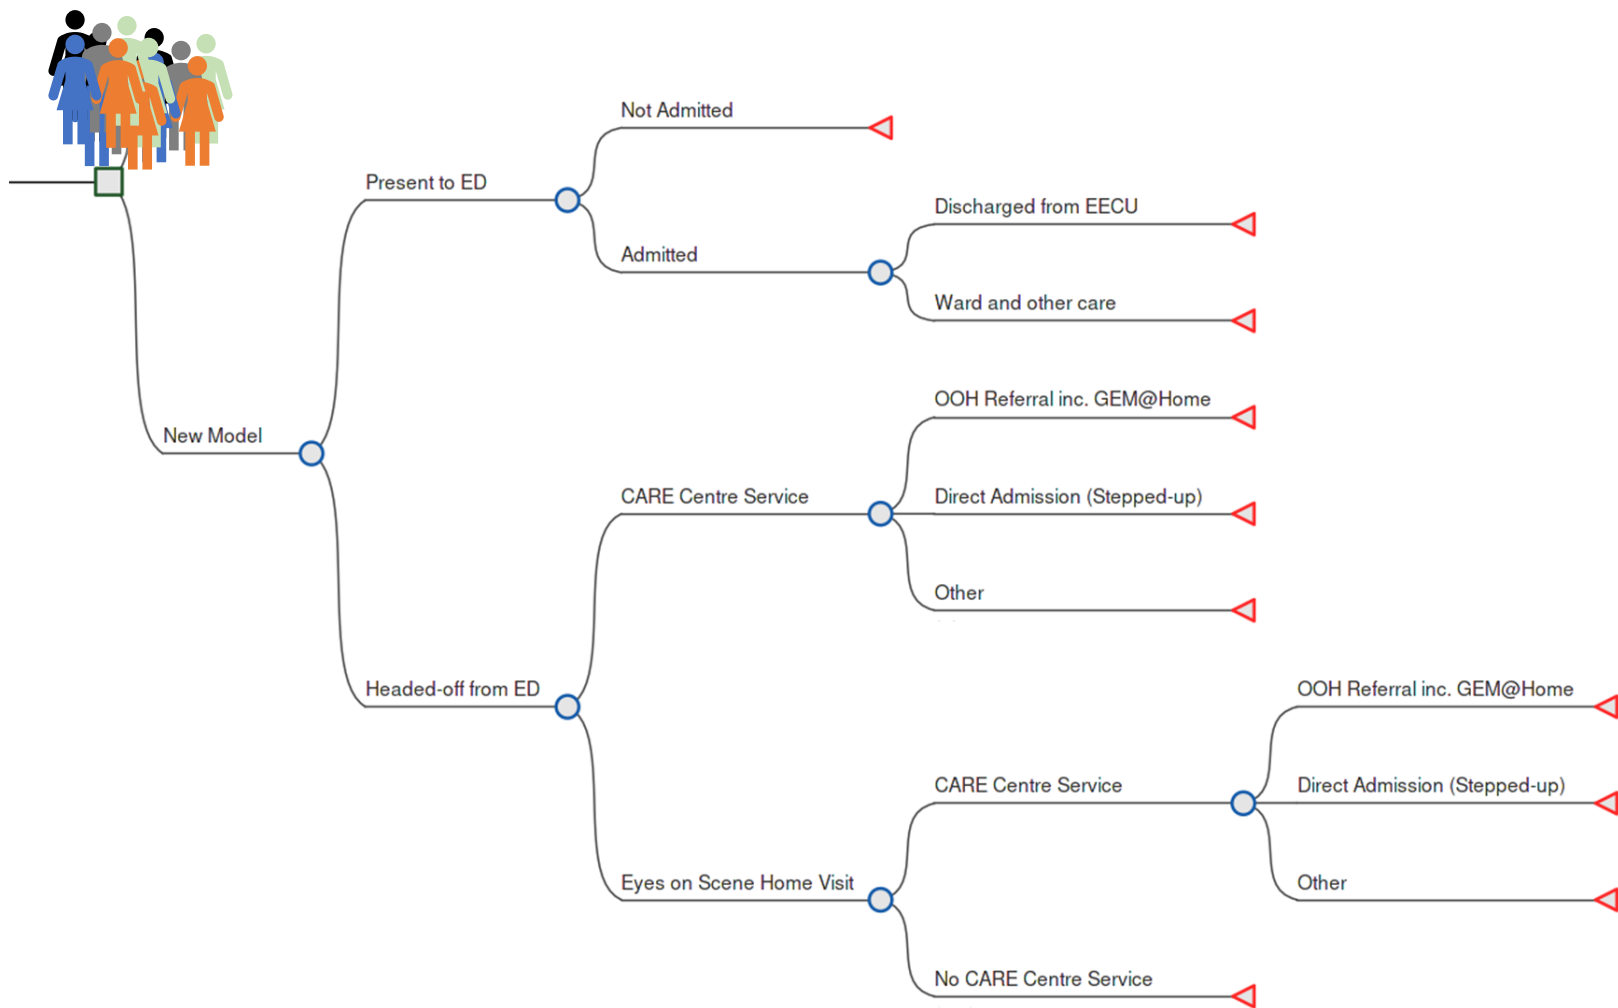 Not Admitted
Present to ED
Discharged from EECU
Admitted
Ward and other care
OOH Referral inc. GEM@Home
New Model
CARE Centre Service
Direct Admission (Stepped-up)
Other
Headed-off from ED
OOH Referral inc. GEM@Home
CARE Centre Service
Direct Admission (Stepped-up)
Eyes on Scene Home Visit
Other
No CARE Centre Service